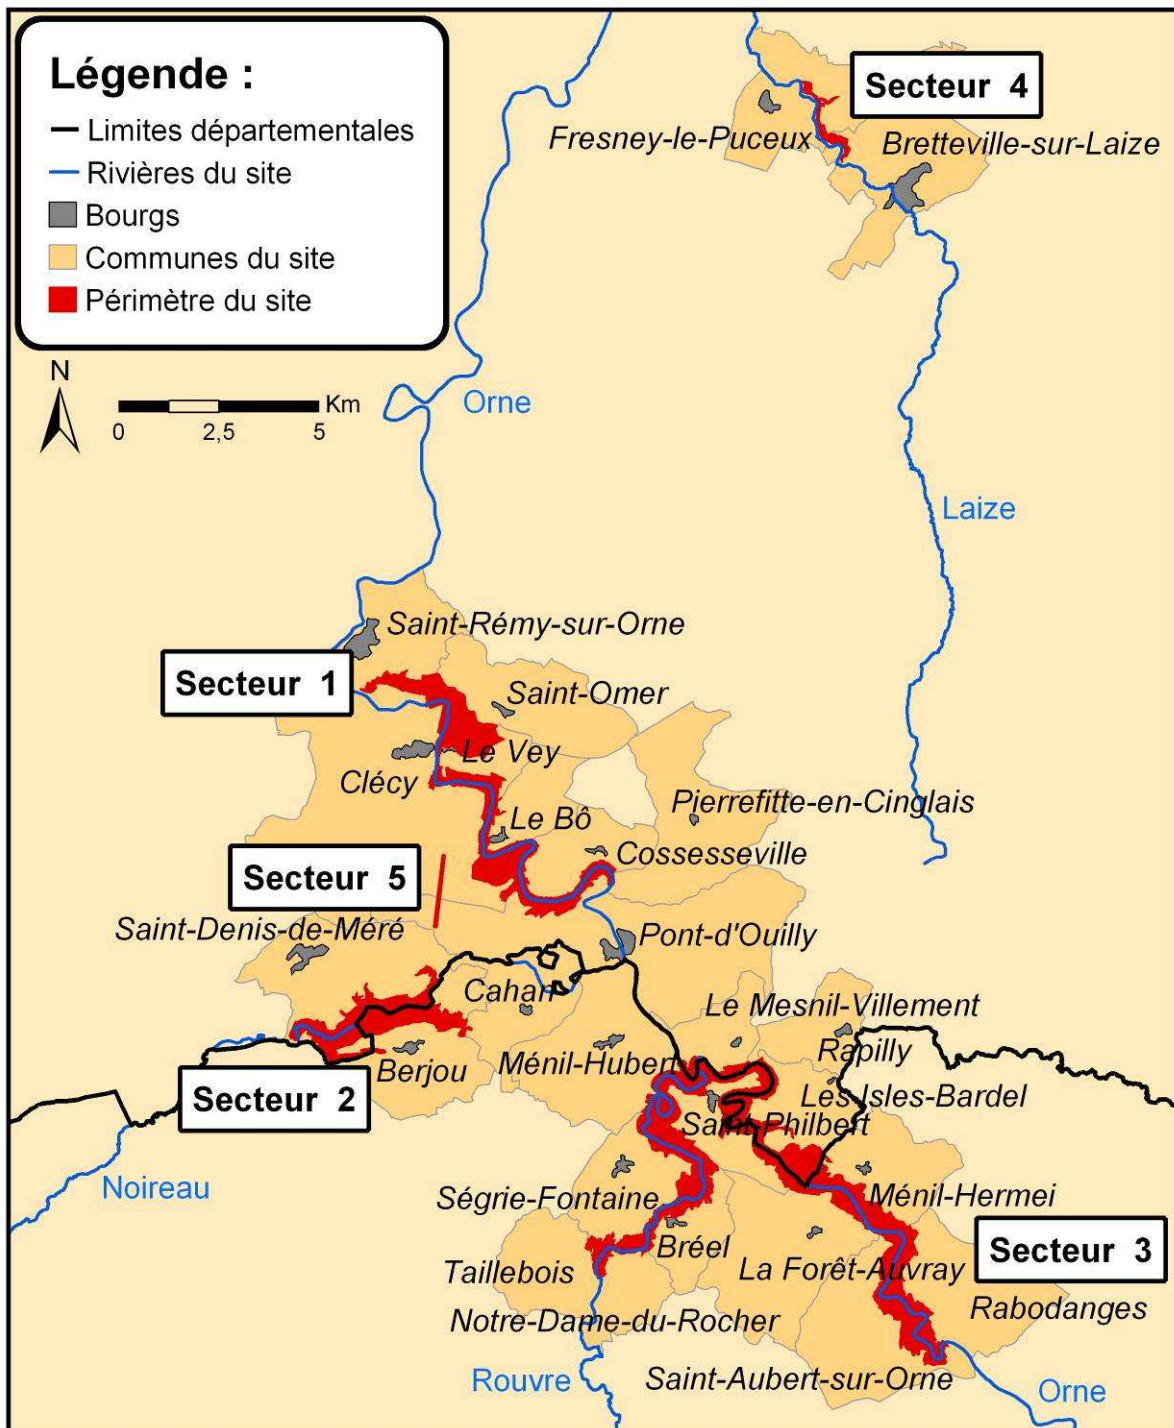 Légende :
Limites départementales
Rivières du site
Bourgs
Communes du site
Périmètre du site
N
Km
0 2,5 5
Secteur 4
Fresney-le-Puceux
Bretteville-sur-Laize
Orne
Laize
Saint-Rémy-sur-Orne
Secteur 1
Saint-Omer
Le Vey
Clécy
Pierrefitte-en-Cinglais
Le Bô
Cossesseville
Secteur 5
Saint-Denis-de-Méré
Pont-d'Ouilly
Cahan
Le Mesnil-Villement
Rapilly
Ménil-Hubert
Berjou
Les-Isles-Bardel
Secteur 2
Saint-Philbert
Noireau
Ségrie-Fontaine
Ménil-Hermei
Bréel
Secteur 3
Taillebois
La Forêt-Auvray
Rabodanges
Notre-Dame-du-Rocher
Rouvre
Saint-Aubert-sur-Orne
Orne